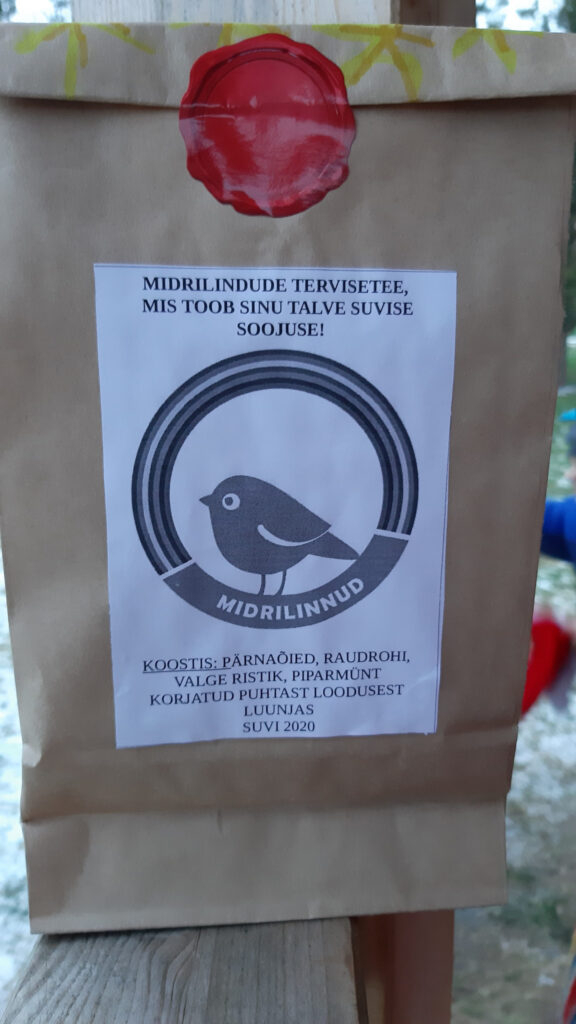 MIDRILINDUDE TERVISETEE,
MIS TOOB SINU TALVE SUVISE
SOOJUSE!
MIDRILINNUD
KOOSTIS: PÄRNAÕIED, RAUDROHI,
VALGE RISTIK, PIPARMÜNT
KORJATUD PUHTAST LOODUSEST
LUUNJAS
SUVI 2020